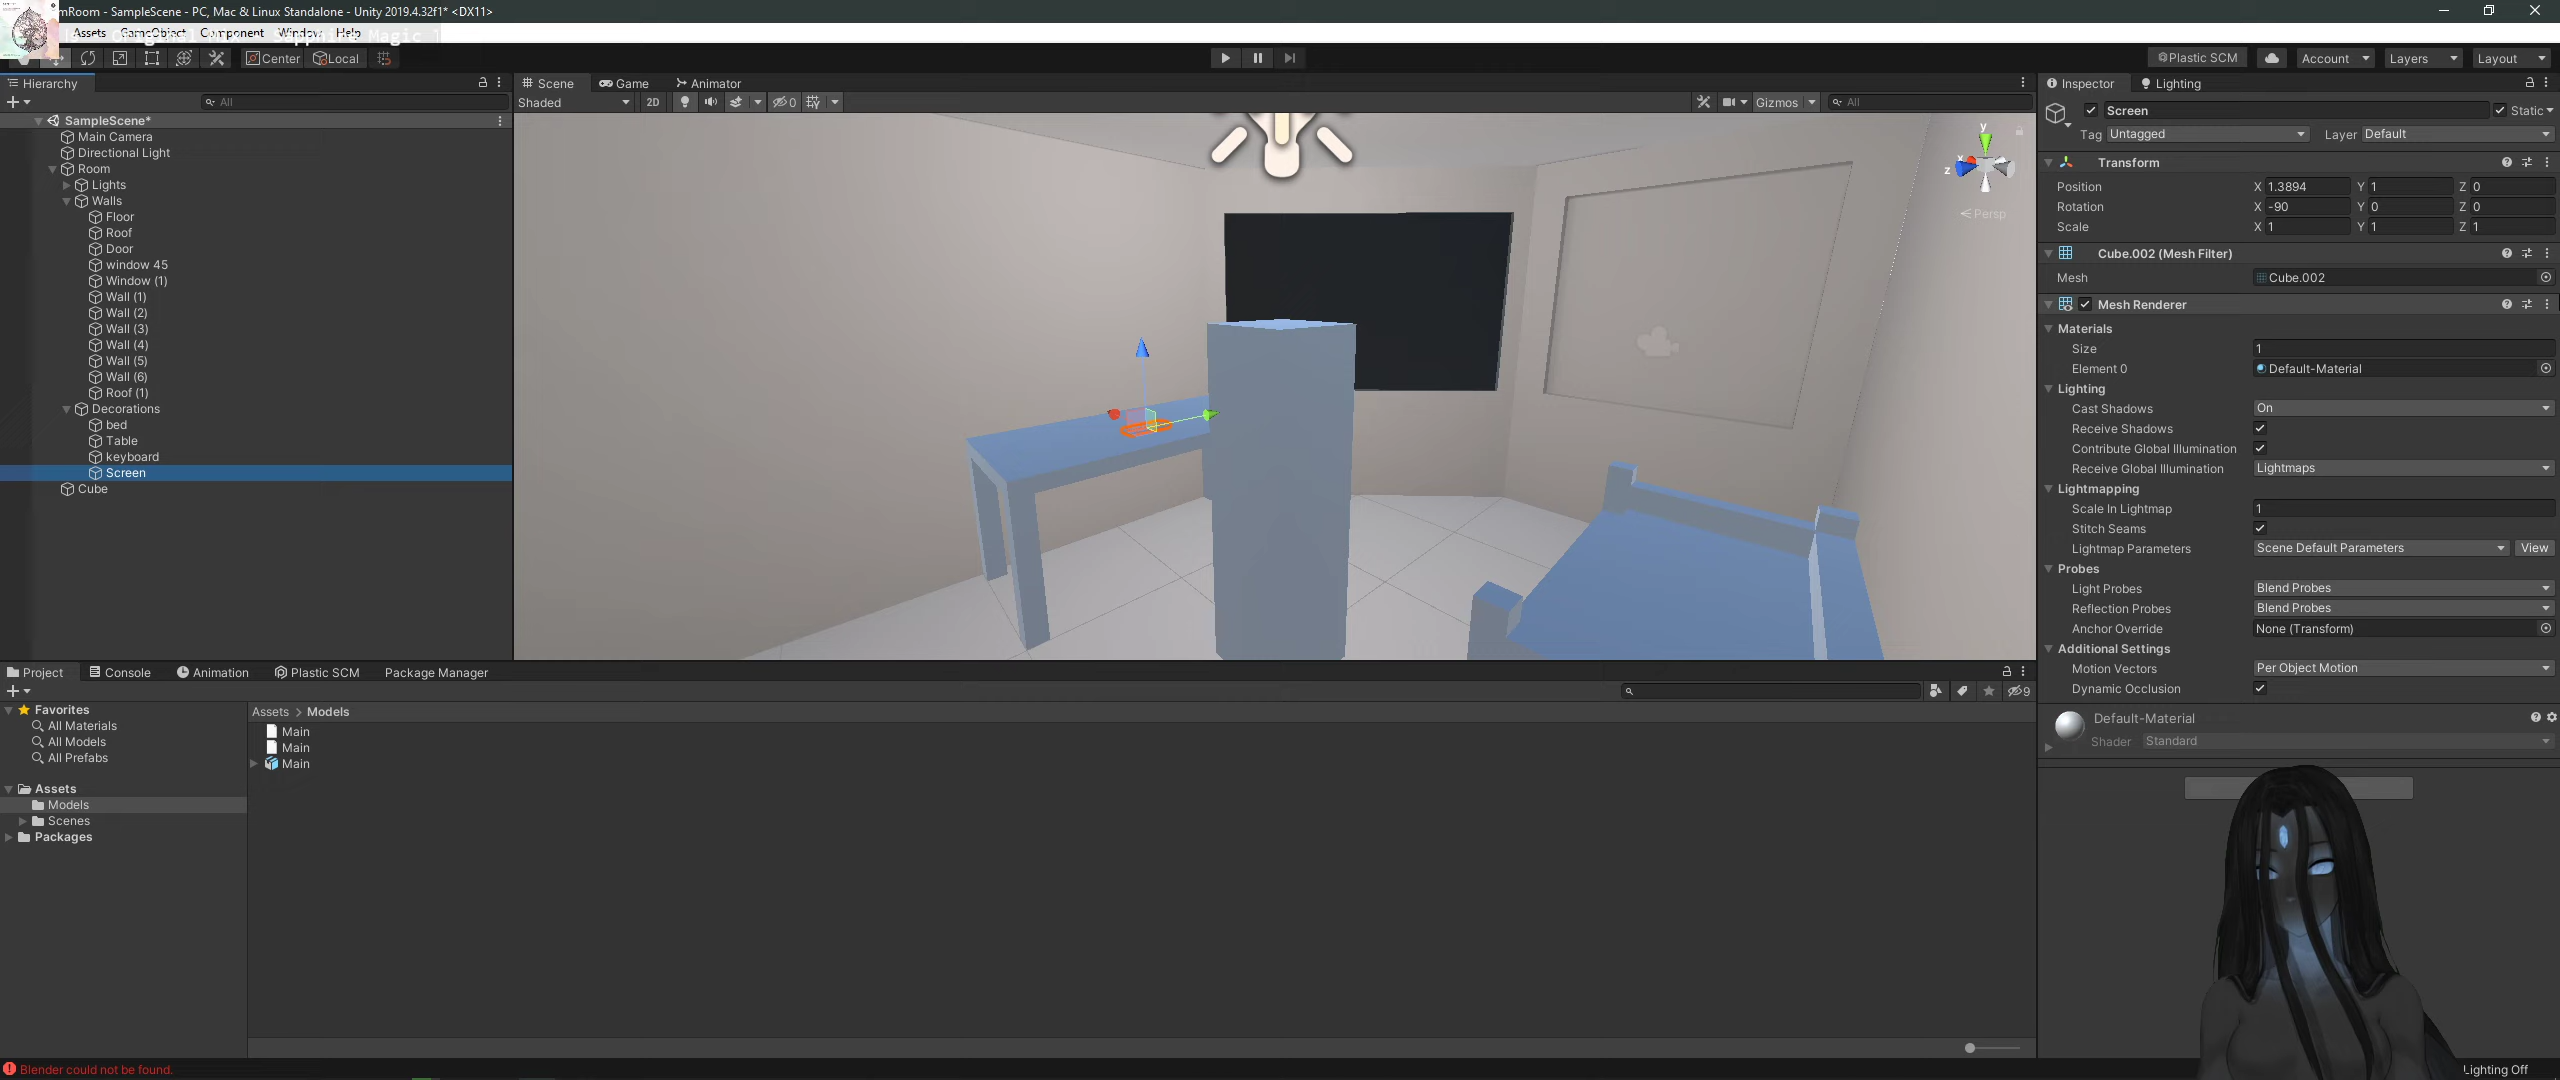 mRoom - SampleScene - PC, Mac & Linux Standalone - Unity 2019.4.32f1* <DX11>
Assets GameObject Component Window Help
Center Local
Plastic SCM Account Layers Layout
Hierarchy
All
SampleScene*
Main Camera
Directional Light
Room
Lights
Walls
Floor
Roof
Door
window 45
Window (1)
Wall (1)
Wall (2)
Wall (3)
Wall (4)
Wall (5)
Wall (6)
Roof (1)
Decorations
bed
Table
keyboard
Screen
Cube
Scene Game Animator
Shaded 2D 0 Gizmos All
y
x
z
Persp
Inspector Lighting
Screen Static
Tag Untagged Layer Default
Transform
Position X 1.3894 Y 1 Z 0
Rotation X -90 Y 0 Z 0
Scale X 1 Y 1 Z 1
Cube.002 (Mesh Filter)
Mesh Cube.002
Mesh Renderer
Materials
Size 1
Element 0 Default-Material
Lighting
Cast Shadows On
Receive Shadows
Contribute Global Illumination
Receive Global Illumination Lightmaps
Lightmapping
Scale In Lightmap 1
Stitch Seams
Lightmap Parameters Scene Default Parameters View
Probes
Light Probes Blend Probes
Reflection Probes Blend Probes
Anchor Override None (Transform)
Additional Settings
Motion Vectors Per Object Motion
Dynamic Occlusion
Default-Material
Shader Standard
Project Console Animation Plastic SCM Package Manager
9
Favorites
All Materials
All Models
All Prefabs
Assets
Models
Scenes
Packages
Assets > Models
Main
Main
Main
Blender could not be found.
Lighting Off